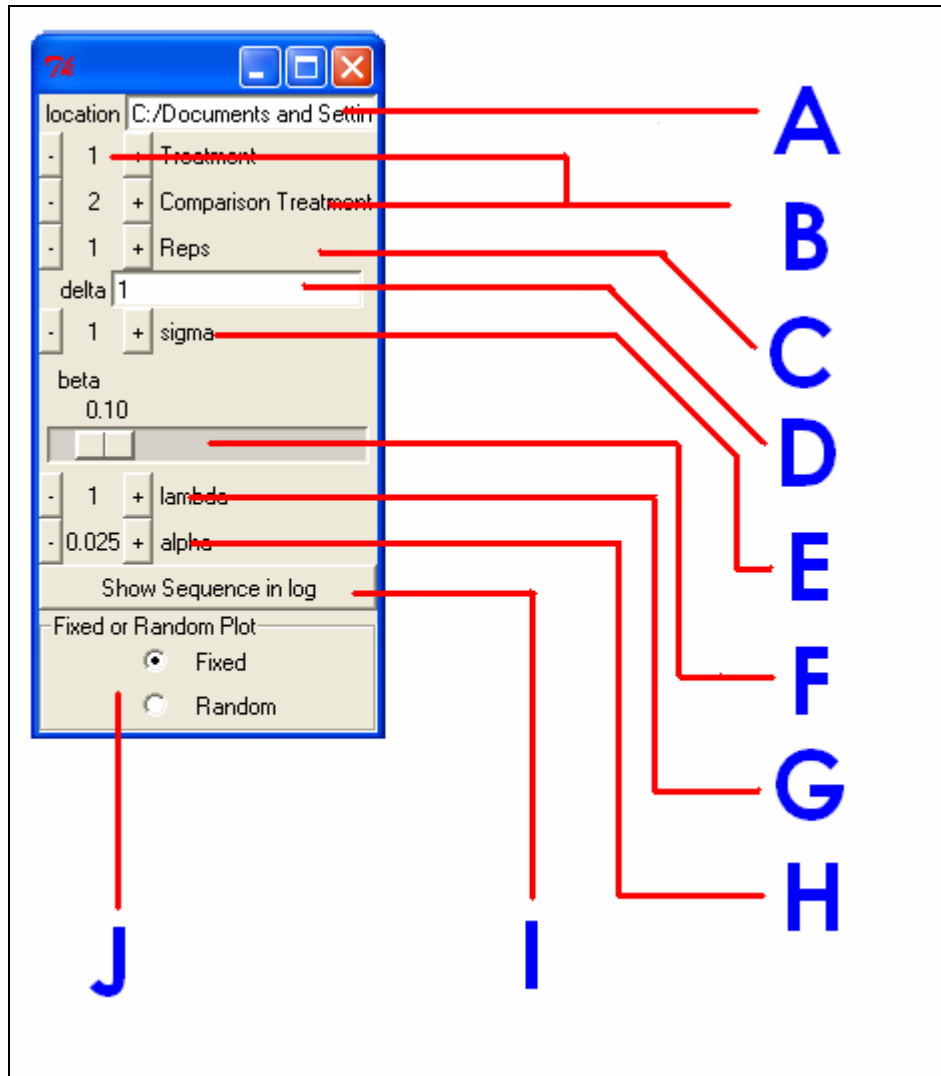 Tk
location C:/Documents and Settin
A
- 1 + Treatment
- 2 + Comparison Treatment
B
- 1 + Reps
C
delta 1
D
- 1 + sigma
E
beta
0.10
F
- 1 + lambda
G
- 0.025 + alpha
H
Show Sequence in log
I
Fixed or Random Plot
Fixed
Random
J